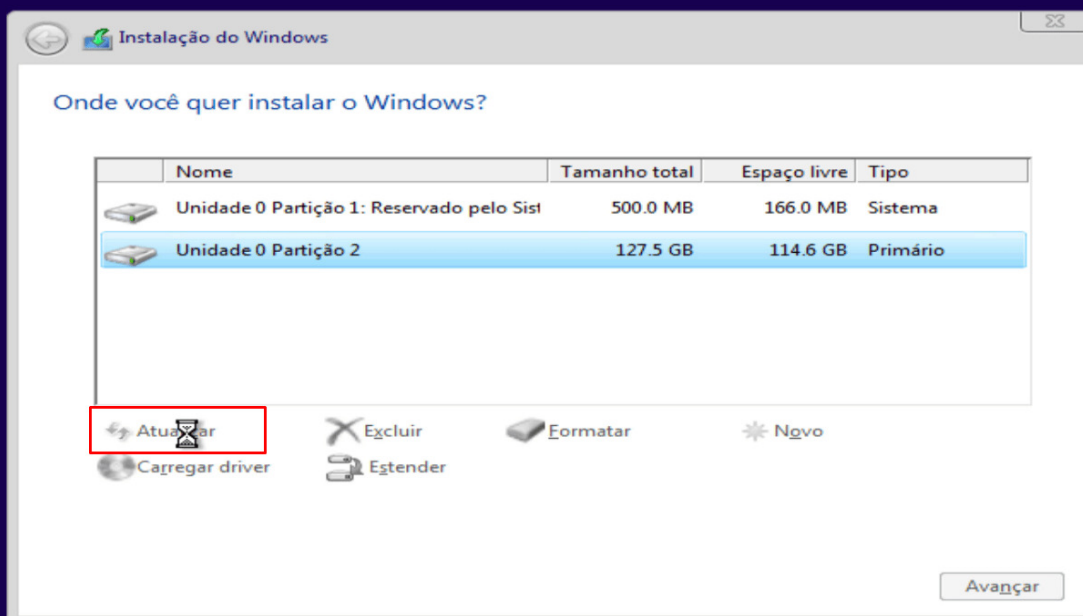 Instalação do Windows
Onde você quer instalar o Windows?
Nome Tamanho total Espaço livre Tipo
Unidade 0 Partição 1: Reservado pelo Sist 500.0 MB 166.0 MB Sistema
Unidade 0 Partição 2 127.5 GB 114.6 GB Primário
Excluir Formatar Novo
Carregar driver Estender
Avançar